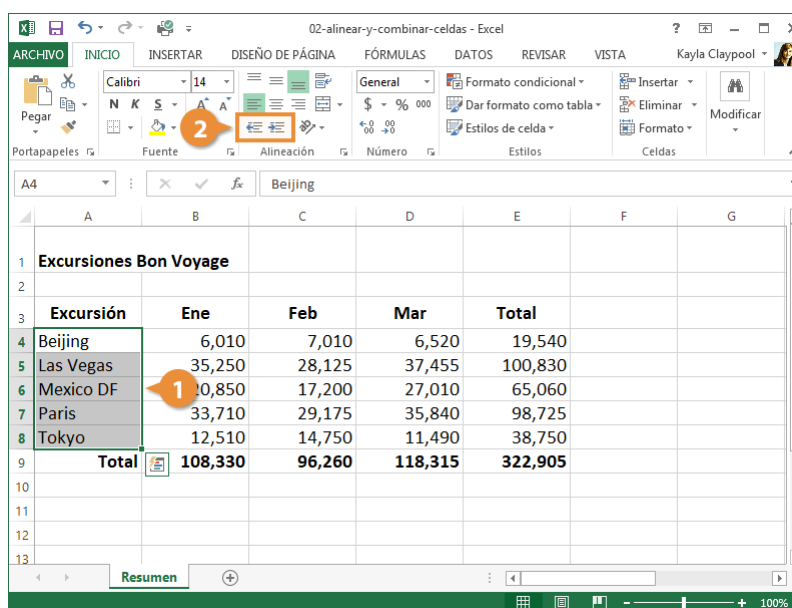 02-alinear-y-combinar-celdas - Excel
ARCHIVO INICIO INSERTAR DISEÑO DE PÁGINA FÓRMULAS DATOS REVISAR VISTA Kayla Claypool
Pegar
Portapapeles
Calibri 14
N K S A A
Fuente
2
Alineación
General
$ % 000
Número
Formato condicional
Dar formato como tabla
Estilos de celda
Estilos
Insertar
Eliminar
Formato
Celdas
Modificar
A4 fx Beijing
A B C D E F G
1 Excursiones Bon Voyage
2
3 Excursión Ene Feb Mar Total
4 Beijing 6,010 7,010 6,520 19,540
5 Las Vegas 35,250 28,125 37,455 100,830
6 Mexico DF 1 20,850 17,200 27,010 65,060
7 Paris 33,710 29,175 35,840 98,725
8 Tokyo 12,510 14,750 11,490 38,750
9 Total 108,330 96,260 118,315 322,905
10
11
12
13
Resumen
100%